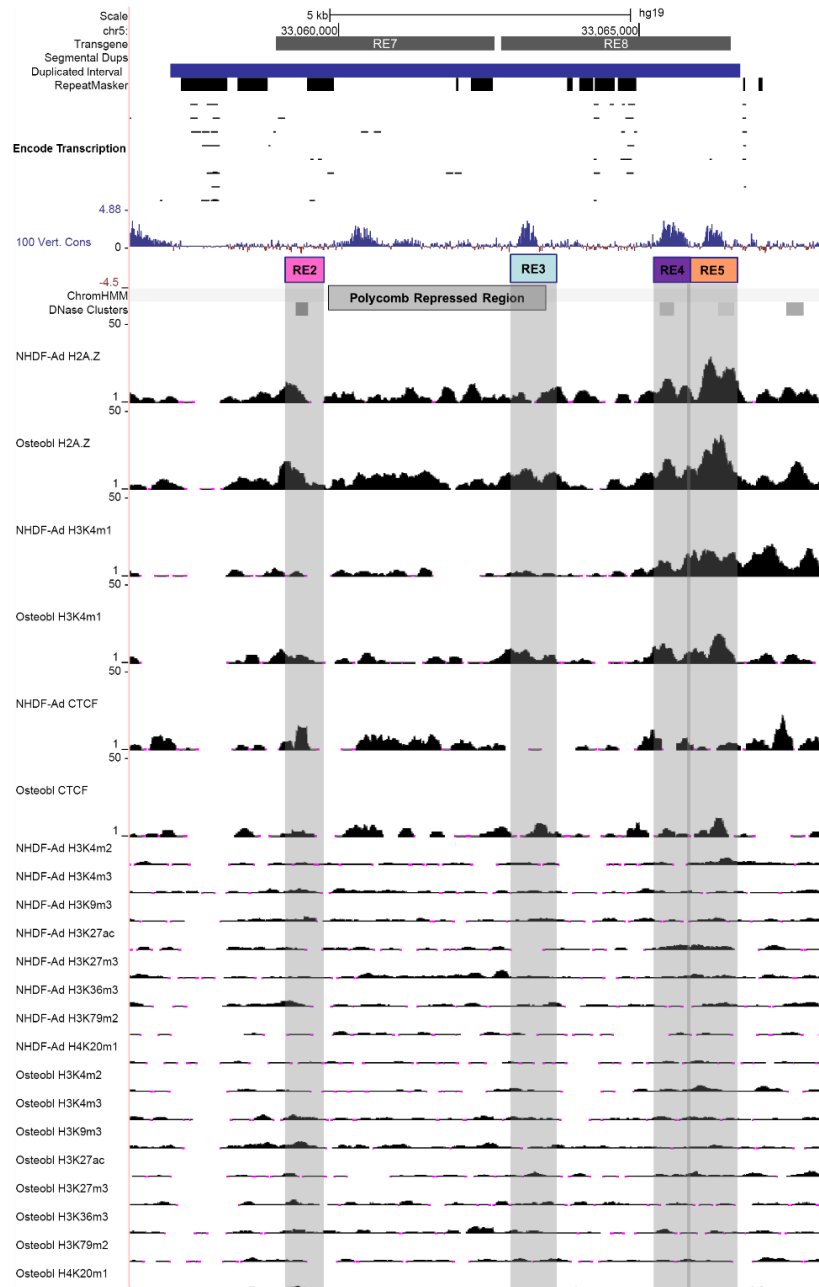 Scale 5 kb hg19
chr5: 33,060,000 33,065,000
Transgene RE7 RE8
Segmental Dups
Duplicated Interval
RepeatMasker
Encode Transcription
4.88 -
100 Vert. Cons
0 -
RE2 RE3 RE4 RE5
-4.5 -
ChromHMM Polycomb Repressed Region
DNase Clusters
50 -
NHDF-Ad H2A.Z
1 -
50 -
Osteobl H2A.Z
1 -
50 -
NHDF-Ad H3K4m1
1 -
50 -
Osteobl H3K4m1
1 -
50 -
NHDF-Ad CTCF
1 -
50 -
Osteobl CTCF
1 -
NHDF-Ad H3K4m2
NHDF-Ad H3K4m3
NHDF-Ad H3K9m3
NHDF-Ad H3K27ac
NHDF-Ad H3K27m3
NHDF-Ad H3K36m3
NHDF-Ad H3K79m2
NHDF-Ad H4K20m1
Osteobl H3K4m2
Osteobl H3K4m3
Osteobl H3K9m3
Osteobl H3K27ac
Osteobl H3K27m3
Osteobl H3K36m3
Osteobl H3K79m2
Osteobl H4K20m1